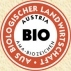 AUS BIOLOGISCHER LANDWIRTSCHAFT
AUSTRIA
BIO
AMA-BIOZEICHEN